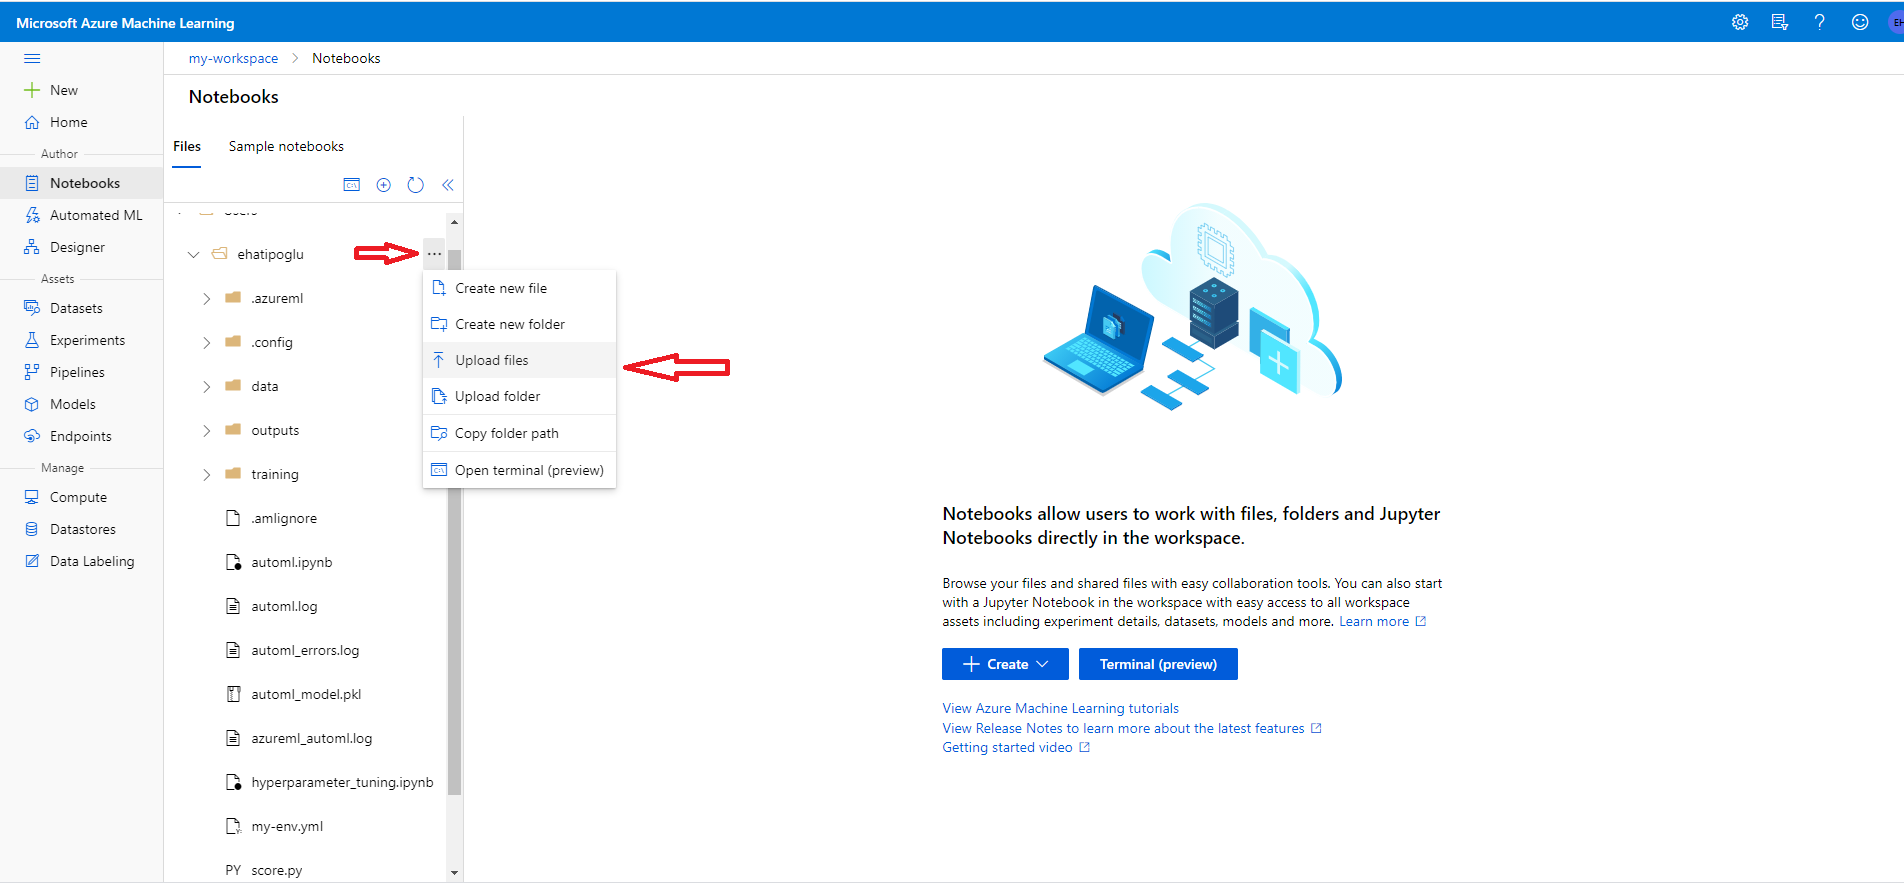 Microsoft Azure Machine Learning
EH
my-workspace > Notebooks
New
Home
Author
Notebooks
Automated ML
Designer
Assets
Datasets
Experiments
Pipelines
Models
Endpoints
Manage
Compute
Datastores
Data Labeling
Notebooks
Files
Sample notebooks
Users
ehatipoglu
.azureml
.config
data
outputs
training
.amlignore
automl.ipynb
automl.log
automl_errors.log
automl_model.pkl
azureml_automl.log
hyperparameter_tuning.ipynb
my-env.yml
PY score.py
Create new file
Create new folder
Upload files
Upload folder
Copy folder path
Open terminal (preview)
Notebooks allow users to work with files, folders and Jupyter
Notebooks directly in the workspace.
Browse your files and shared files with easy collaboration tools. You can also start
with a Jupyter Notebook in the workspace with easy access to all workspace
assets including experiment details, datasets, models and more. Learn more
Create
Terminal (preview)
View Azure Machine Learning tutorials
View Release Notes to learn more about the latest features
Getting started video